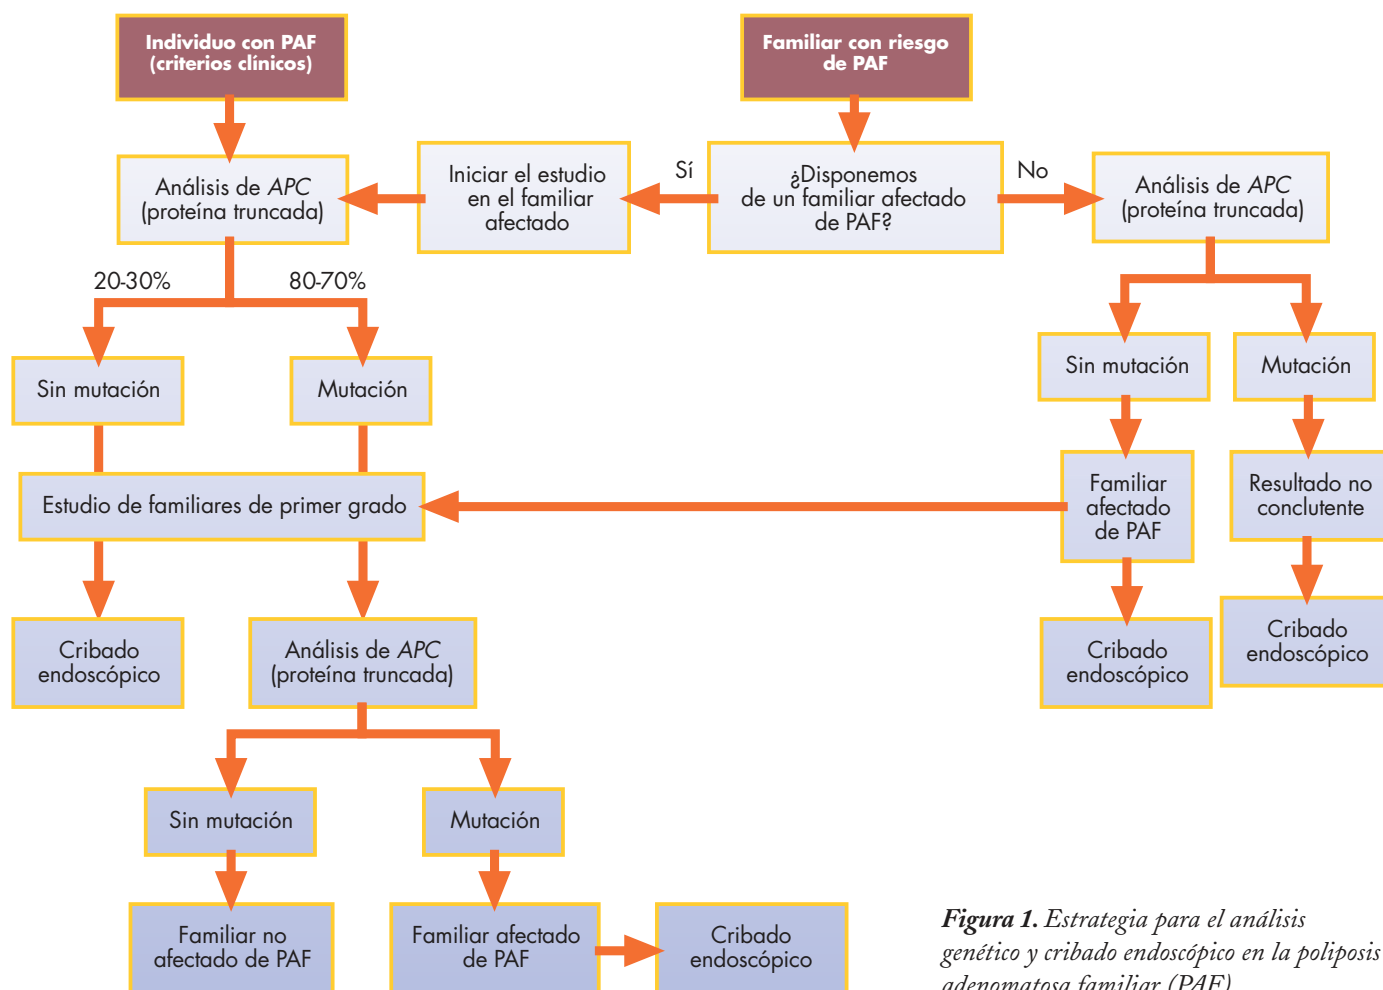 Individuo con PAF
(criterios clínicos)
Familiar con riesgo
de PAF
Análisis de APC
(proteína truncada)
Iniciar el estudio
en el familiar
afectado
Sí
¿Disponemos
de un familiar afectado
de PAF?
No
Análisis de APC
(proteína truncada)
20-30%
80-70%
Sin mutación
Mutación
Sin mutación
Mutación
Estudio de familiares de primer grado
Familiar
afectado
de PAF
Resultado no
conclutente
Cribado
endoscópico
Análisis de APC
(proteína truncada)
Cribado
endoscópico
Cribado
endoscópico
Sin mutación
Mutación
Familiar no
afectado de PAF
Familiar afectado
de PAF
Cribado
endoscópico
Figura 1. Estrategia para el análisis
genético y cribado endoscópico en la poliposis
adenomatosa familiar (PAF)